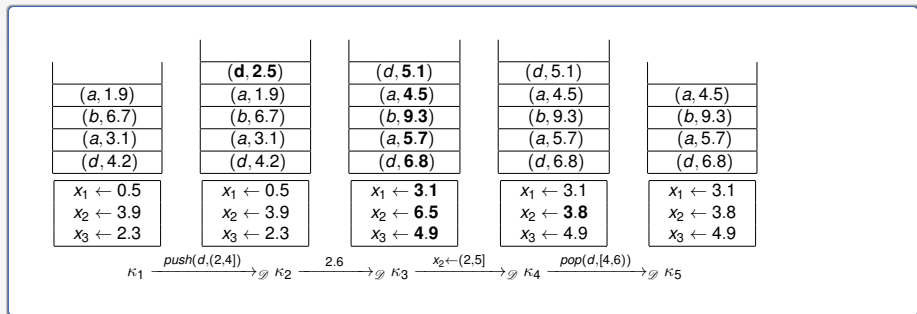 (d, 2.5) (d, 5.1) (d, 5.1)
(a, 1.9) (a, 1.9) (a, 4.5) (a, 4.5) (a, 4.5)
(b, 6.7) (b, 6.7) (b, 9.3) (b, 9.3) (b, 9.3)
(a, 3.1) (a, 3.1) (a, 5.7) (a, 5.7) (a, 5.7)
(d, 4.2) (d, 4.2) (d, 6.8) (d, 6.8) (d, 6.8)
x₁ ← 0.5 x₁ ← 0.5 x₁ ← 3.1 x₁ ← 3.1 x₁ ← 3.1
x₂ ← 3.9 x₂ ← 3.9 x₂ ← 6.5 x₂ ← 3.8 x₂ ← 3.8
x₃ ← 2.3 x₃ ← 2.3 x₃ ← 4.9 x₃ ← 4.9 x₃ ← 4.9
push(d,(2,4]) 2.6 x₂←(2,5] pop(d,[4,6))
κ₁ ⟶𝒟 κ₂ ⟶𝒟 κ₃ ⟶𝒟 κ₄ ⟶𝒟 κ₅